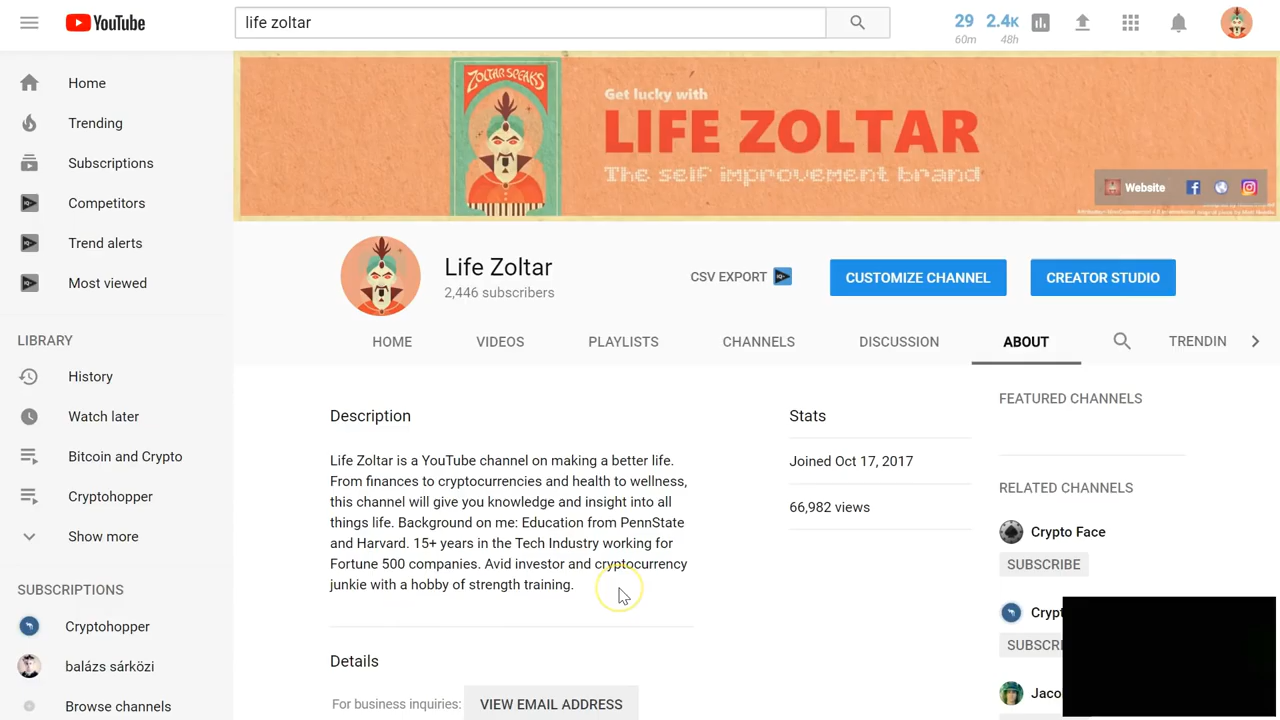 YouTube
life zoltar
29
60m
2.4K
48h
Home
Trending
Subscriptions
Competitors
Trend alerts
Most viewed
LIBRARY
History
Watch later
Bitcoin and Crypto
Cryptohopper
Show more
SUBSCRIPTIONS
Cryptohopper
balázs sárközi
Browse channels
ZOLTAR SPEAKS
Get lucky with
LIFE ZOLTAR
The self improvement brand
Website
Life Zoltar
2,446 subscribers
CSV EXPORT
CUSTOMIZE CHANNEL
CREATOR STUDIO
HOME VIDEOS PLAYLISTS CHANNELS DISCUSSION ABOUT TRENDIN
Description
Life Zoltar is a YouTube channel on making a better life.
From finances to cryptocurrencies and health to wellness,
this channel will give you knowledge and insight into all
things life. Background on me: Education from PennState
and Harvard. 15+ years in the Tech Industry working for
Fortune 500 companies. Avid investor and cryptocurrency
junkie with a hobby of strength training.
Details
For business inquiries: VIEW EMAIL ADDRESS
Stats
Joined Oct 17, 2017
66,982 views
FEATURED CHANNELS
RELATED CHANNELS
Crypto Face
SUBSCRIBE
Crypt
SUBSCRI
Jaco